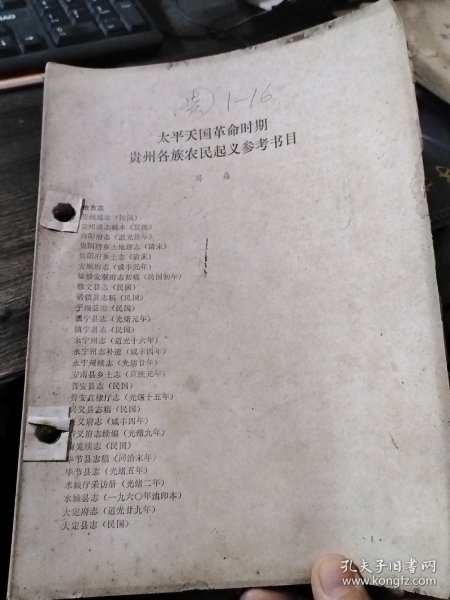 1-16
太平天国革命时期
贵州各族农民起义参考书目
周
地方志
贵州通志（民国）
贵州通志稿本（宣统）
贵阳府志（道光卅年）
贵阳府乡土地理志（清末）
贵阳府乡土志（清末）
安顺府志（咸丰元年）
续修安顺府志初稿（民国初年）
修文县志（民国）
清镇县志稿（民国）
平坝县志（民国）
镇宁县志（光绪元年）
镇宁县志（民国）
永宁州志（道光十六年）
永宁州志补遗（咸丰四年）
永宁州续志（光绪廿年）
安南县乡土志（宣统元年）
普安县志（民国）
普安直隶厅志（光绪十五年）
兴义县志稿（民国）
兴义府志（咸丰四年）
兴义府志续编（光绪九年）
南笼续志（民国）
毕节县志稿（同治末年）
毕节县志（光绪五年）
水城厅采访册（光绪二年）
水城县志（一九六〇年油印本）
大定府志（道光廿九年）
大定县志（民国）
孔夫子旧书网
www.kongfz.com